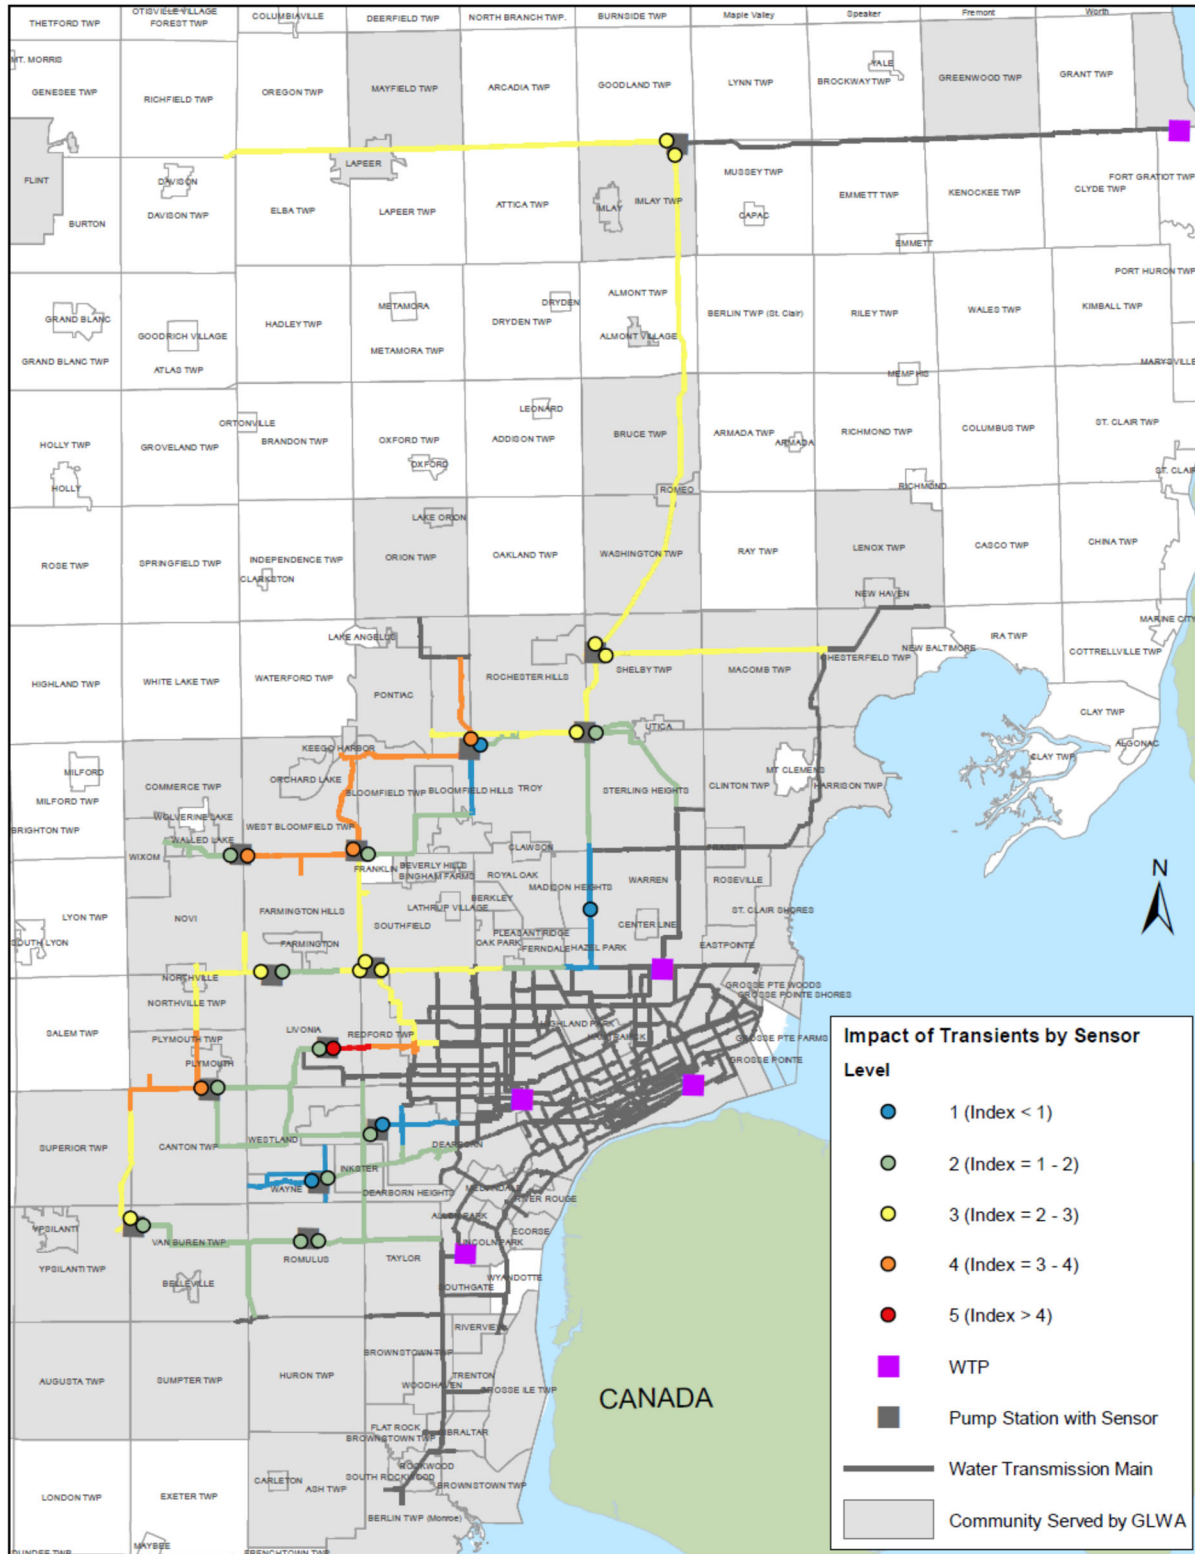 THETFORD TWP
OTISVILLE VILLAGE
FOREST TWP
COLUMBIAVILLE
DEERFIELD TWP
NORTH BRANCH TWP.
BURNSIDE TWP
Maple Valley
Speaker
Fremont
Worth
MT. MORRIS
GENESEE TWP
RICHFIELD TWP
OREGON TWP
MAYFIELD TWP
ARCADIA TWP
GOODLAND TWP
LYNN TWP
YALE
BROCKWAY TWP
GREENWOOD TWP
GRANT TWP
FLINT
DAVISON
LAPEER
MUSSEY TWP
FORT GRATIOT TWP
BURTON
DAVISON TWP
ELBA TWP
LAPEER TWP
ATTICA TWP
IMLAY
IMLAY TWP
CAPAC
EMMETT TWP
KENOCKEE TWP
CLYDE TWP
EMMETT
PORT HURON TWP
GRAND BLANC
GOODRICH VILLAGE
HADLEY TWP
METAMORA
DRYDEN
DRYDEN TWP
ALMONT TWP
BERLIN TWP (St. Clair)
RILEY TWP
WALES TWP
KIMBALL TWP
GRAND BLANC TWP
ATLAS TWP
METAMORA TWP
ALMONT VILLAGE
MEMPHIS
MARYSVILLE
ORTONVILLE
LEONARD
HOLLY TWP
GROVELAND TWP
BRANDON TWP
OXFORD TWP
ADDISON TWP
BRUCE TWP
ARMADA TWP
ARMADA
RICHMOND TWP
COLUMBUS TWP
ST. CLAIR TWP
HOLLY
OXFORD
ROMEO
RICHMOND
ST. CLAIR
LAKE ORION
ROSE TWP
SPRINGFIELD TWP
INDEPENDENCE TWP
CLARKSTON
ORION TWP
OAKLAND TWP
WASHINGTON TWP
RAY TWP
LENOX TWP
CASCO TWP
CHINA TWP
NEW HAVEN
MARINE CITY
HIGHLAND TWP
WHITE LAKE TWP
WATERFORD TWP
LAKE ANGELUS
PONTIAC
ROCHESTER HILLS
SHELBY TWP
MACOMB TWP
CHESTERFIELD TWP
NEW BALTIMORE
IRA TWP
COTTRELLVILLE TWP
CLAY TWP
ALGONAC
CLAY TWP
MILFORD
MILFORD TWP
COMMERCE TWP
KEEGO HARBOR
ORCHARD LAKE
BLOOMFIELD TWP
BLOOMFIELD HILLS
TROY
UTICA
STERLING HEIGHTS
CLINTON TWP
MT CLEMENS
HARRISON TWP
BRIGHTON TWP
WOLVERINE LAKE
WALLED LAKE
WEST BLOOMFIELD TWP
WIXOM
FRANKLIN
BEVERLY HILLS
BINGHAM FARMS
CLAWSON
ROYAL OAK
MADISON HEIGHTS
WARREN
FRASER
ROSEVILLE
LYON TWP
SOUTH LYON
NOVI
FARMINGTON HILLS
FARMINGTON
SOUTHFIELD
LATHRUP VILLAGE
BERKLEY
OAK PARK
PLEASANT RIDGE
FERNDALE
HAZEL PARK
CENTER LINE
ST. CLAIR SHORES
EASTPOINTE
NORTHVILLE
NORTHVILLE TWP
SALEM TWP
PLYMOUTH TWP
PLYMOUTH
LIVONIA
REDFORD TWP
HIGHLAND PARK
HAMTRAMCK
GROSSE PTE WOODS
GROSSE POINTE SHORES
GROSSE PTE FARMS
GROSSE POINTE
SUPERIOR TWP
CANTON TWP
WESTLAND
WAYNE
INKSTER
DEARBORN
DEARBORN HEIGHTS
MELVINDALE
RIVER ROUGE
ALLEN PARK
ECORSE
LINCOLN PARK
YPSILANTI
YPSILANTI TWP
VAN BUREN TWP
BELLEVILLE
ROMULUS
TAYLOR
WYANDOTTE
SOUTHGATE
RIVERVIEW
AUGUSTA TWP
SUMPTER TWP
HURON TWP
BROWNSTOWN TWP
TRENTON
WOODHAVEN
GROSSE ILE TWP
FLAT ROCK
GIBRALTAR
BROWNSTOWN TWP
ROCKWOOD
SOUTH ROCKWOOD
BROWNSTOWN TWP
LONDON TWP
EXETER TWP
CARLETON
ASH TWP
BERLIN TWP (Monroe)
DUNDEE TWP
MAYBEE
FRENCHTOWN TWP
CANADA
N
Impact of Transients by Sensor
Level
1 (Index < 1)
2 (Index = 1 - 2)
3 (Index = 2 - 3)
4 (Index = 3 - 4)
5 (Index > 4)
WTP
Pump Station with Sensor
Water Transmission Main
Community Served by GLWA